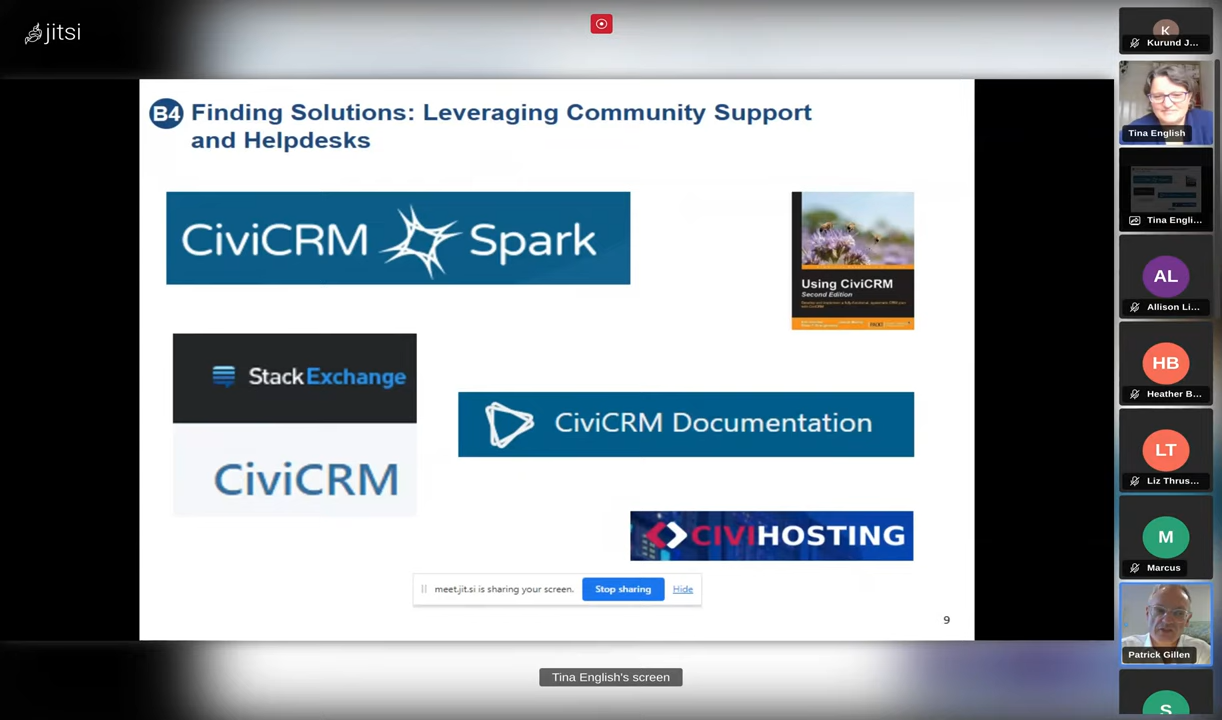 jitsi
B4 Finding Solutions: Leveraging Community Support
and Helpdesks
CiviCRM Spark
Using CiviCRM
Second Edition
StackExchange
CiviCRM
CiviCRM Documentation
CIVIHOSTING
meet.jit.si is sharing your screen. Stop sharing Hide
9
Tina English's screen
K
Kurund J...
Tina English
Tina Engli...
AL
Allison Li...
HB
Heather B...
LT
Liz Thrus...
M
Marcus
Patrick Gillen
S